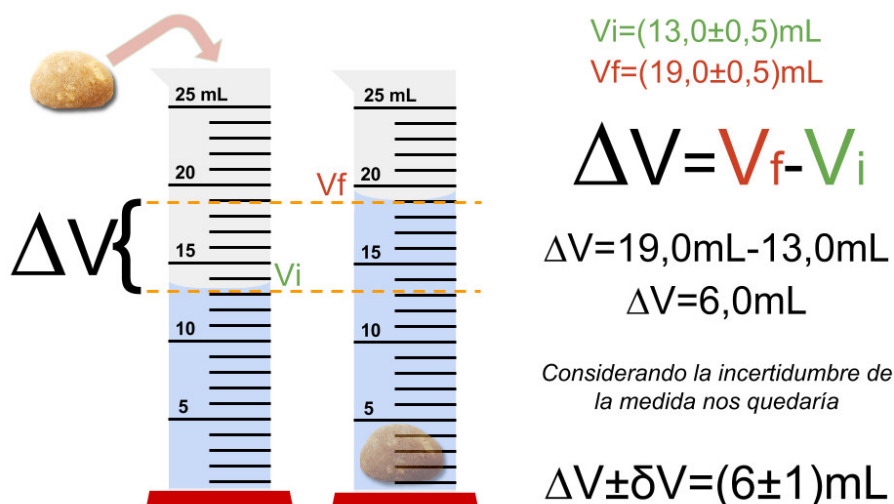 25 mL
20
15
10
5
25 mL
20
15
10
5
Vf
Vi
ΔV{
Vi=(13,0±0,5)mL
Vf=(19,0±0,5)mL
ΔV=Vf-Vi
ΔV=19,0mL-13,0mL
ΔV=6,0mL
Considerando la incertidumbre de
la medida nos quedaría
ΔV±δV=(6±1)mL